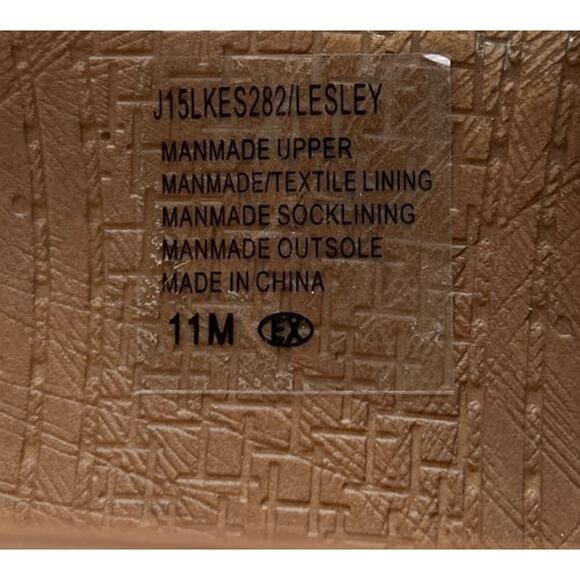 J15LKES282/LESLEY
MANMADE UPPER
MANMADE/TEXTILE LINING
MANMADE SOCKLINING
MANMADE OUTSOLE
MADE IN CHINA
11M EX